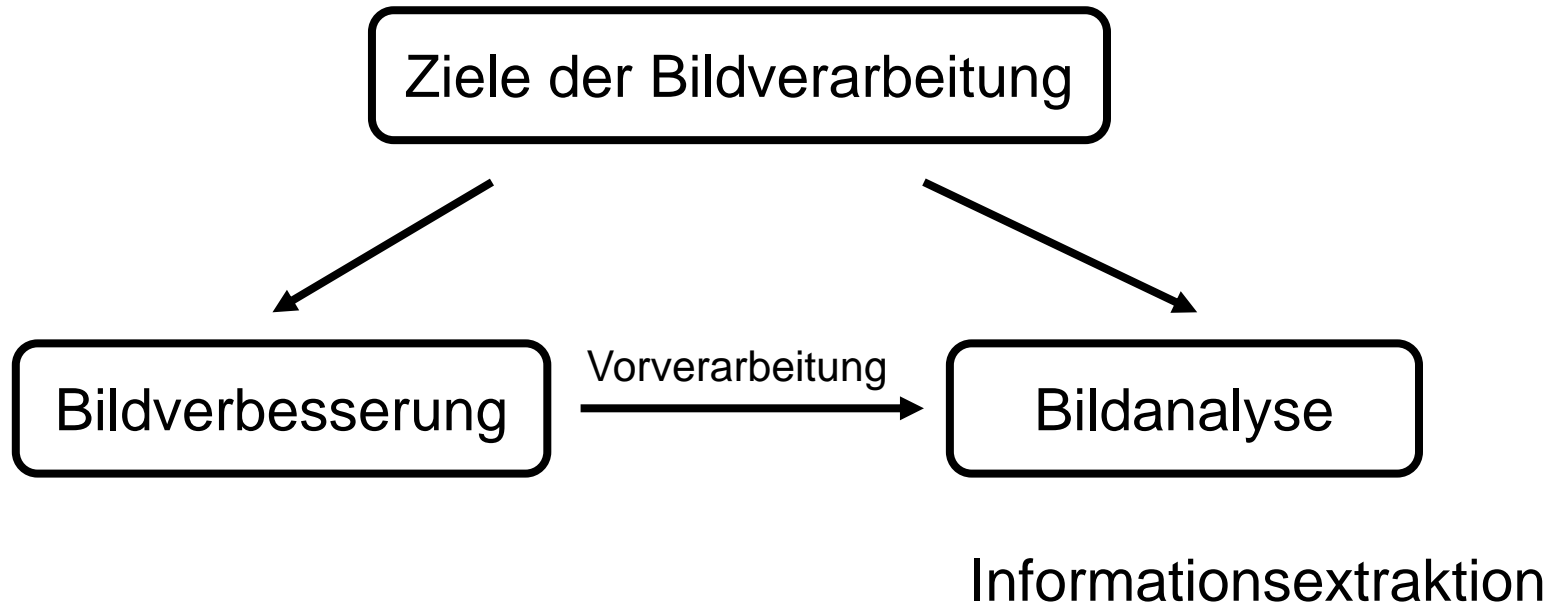 Ziele der Bildverarbeitung
Vorverarbeitung
Bildverbesserung
Bildanalyse
Informationsextraktion